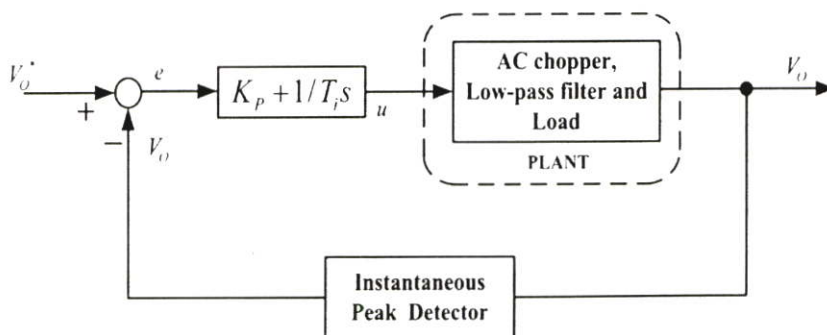 V_O*
e
+
−
V_O
K_P + 1/T_i s
u
AC chopper,
Low-pass filter and
Load
PLANT
V_O
Instantaneous
Peak Detector